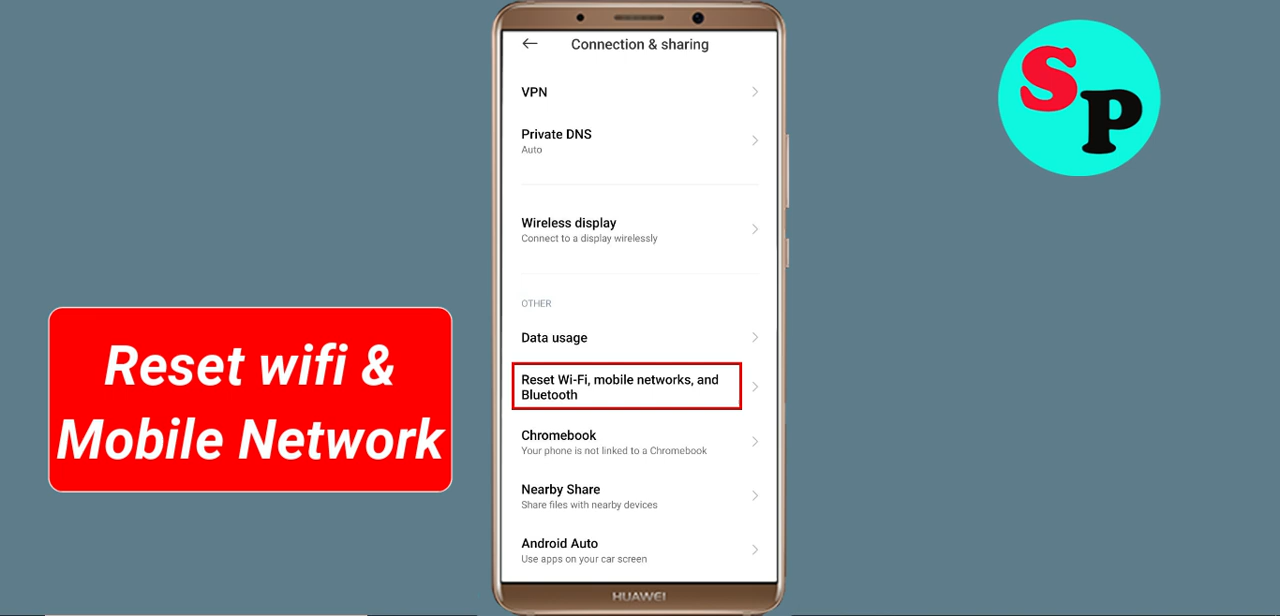 Connection & sharing
VPN
Private DNS
Auto
Wireless display
Connect to a display wirelessly
OTHER
Data usage
Reset Wi-Fi, mobile networks, and
Bluetooth
Chromebook
Your phone is not linked to a Chromebook
Nearby Share
Share files with nearby devices
Android Auto
Use apps on your car screen
HUAWEI
Reset wifi &
Mobile Network
SP